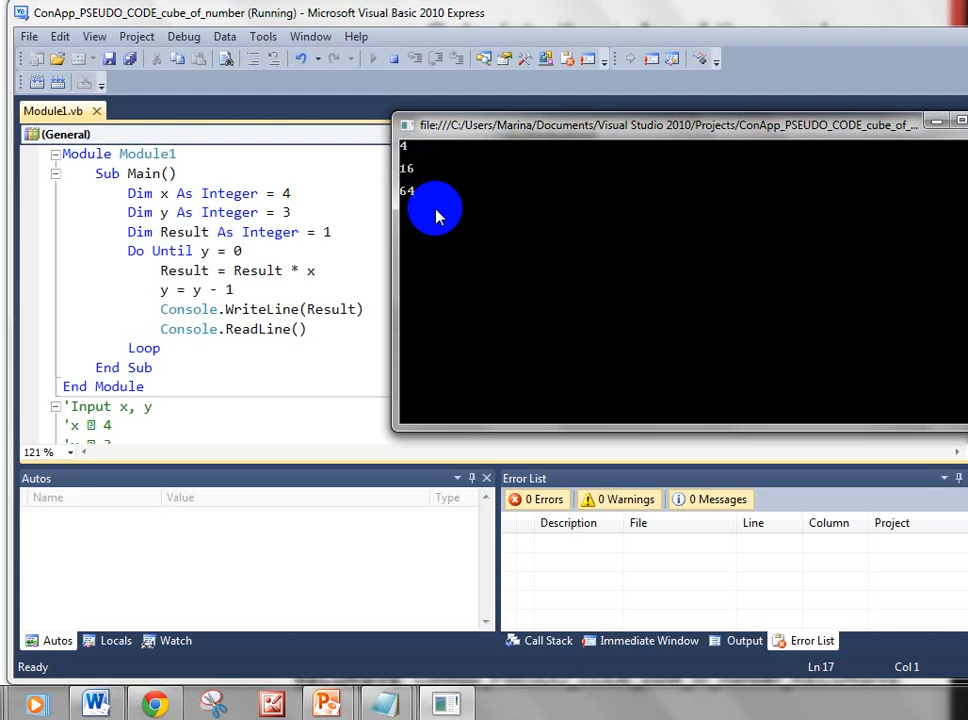 ConApp_PSEUDO_CODE_cube_of_number (Running) - Microsoft Visual Basic 2010 Express
File Edit View Project Debug Data Tools Window Help
Module1.vb
(General)
file:///C:/Users/Marina/Documents/Visual Studio 2010/Projects/ConApp_PSEUDO_CODE_cube_of_...
4
16
64
Module Module1
Sub Main()
Dim x As Integer = 4
Dim y As Integer = 3
Dim Result As Integer = 1
Do Until y = 0
Result = Result * x
y = y - 1
Console.WriteLine(Result)
Console.ReadLine()
Loop
End Sub
End Module
'Input x, y
'x 4
121 %
Autos
Name Value Type
Error List
0 Errors 0 Warnings 0 Messages
Description File Line Column Project
Autos Locals Watch
Call Stack Immediate Window Output Error List
Ready Ln 17 Col 1